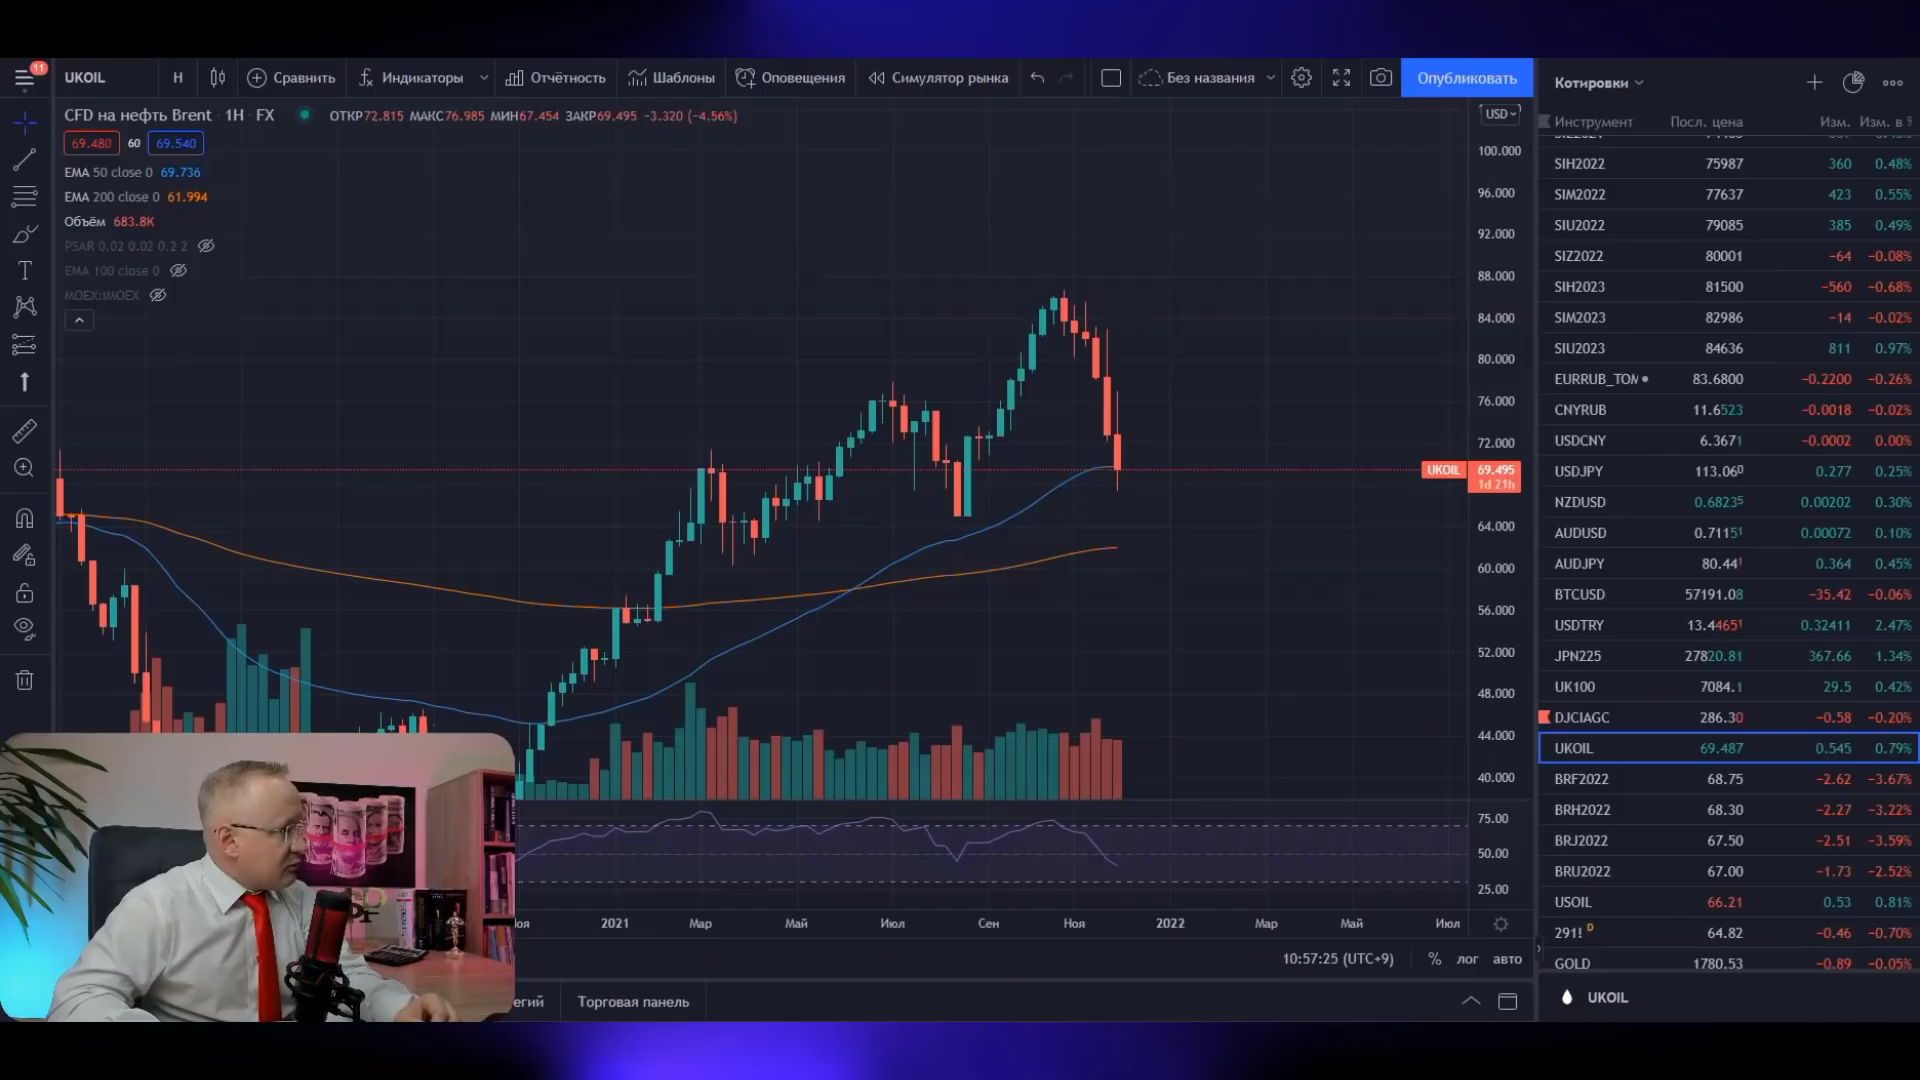 11
UKOIL
Н
Сравнить
Индикаторы
Отчётность
Шаблоны
Оповещения
Симулятор рынка
Без названия
Опубликовать
CFD на нефть Brent · 1Н · FX
ОТКР72.815 МАКС76.985 МИН67.454 ЗАКР69.495 −3.320 (−4.56%)
69.480 60 69.540
EMA 50 close 0 69.736
EMA 200 close 0 61.994
Объём 683.8K
PSAR 0.02 0.02 0.2 2
EMA 100 close 0
MOEX:IMOEX
USD
100.000
96.000
92.000
88.000
84.000
80.000
76.000
72.000
UKOIL 69.495
1d 21h
64.000
60.000
56.000
52.000
48.000
44.000
40.000
75.00
50.00
25.00
2021 Мар Май Июл Сен Ноя 2022 Мар Май Июл
10:57:25 (UTC+9) % лог авто
Торговая панель
Котировки
Инструмент Посл. цена Изм. Изм. в %
SIH2022 75987 360 0.48%
SIM2022 77637 423 0.55%
SIU2022 79085 385 0.49%
SIZ2022 80001 −64 −0.08%
SIH2023 81500 −560 −0.68%
SIM2023 82986 −14 −0.02%
SIU2023 84636 811 0.97%
EURRUB_TOM 83.6800 −0.2200 −0.26%
CNYRUB 11.6523 −0.0018 −0.02%
USDCNY 6.3671 −0.0002 0.00%
USDJPY 113.060 0.277 0.25%
NZDUSD 0.68235 0.00202 0.30%
AUDUSD 0.71151 0.00072 0.10%
AUDJPY 80.441 0.364 0.45%
BTCUSD 57191.08 −35.42 −0.06%
USDTRY 13.44651 0.32411 2.47%
JPN225 27820.81 367.66 1.34%
UK100 7084.1 29.5 0.42%
DJCIAGC 286.30 −0.58 −0.20%
UKOIL 69.487 0.545 0.79%
BRF2022 68.75 −2.62 −3.67%
BRH2022 68.30 −2.27 −3.22%
BRJ2022 67.50 −2.51 −3.59%
BRU2022 67.00 −1.73 −2.52%
USOIL 66.21 0.53 0.81%
291! D 64.82 −0.46 −0.70%
GOLD 1780.53 −0.89 −0.05%
UKOIL